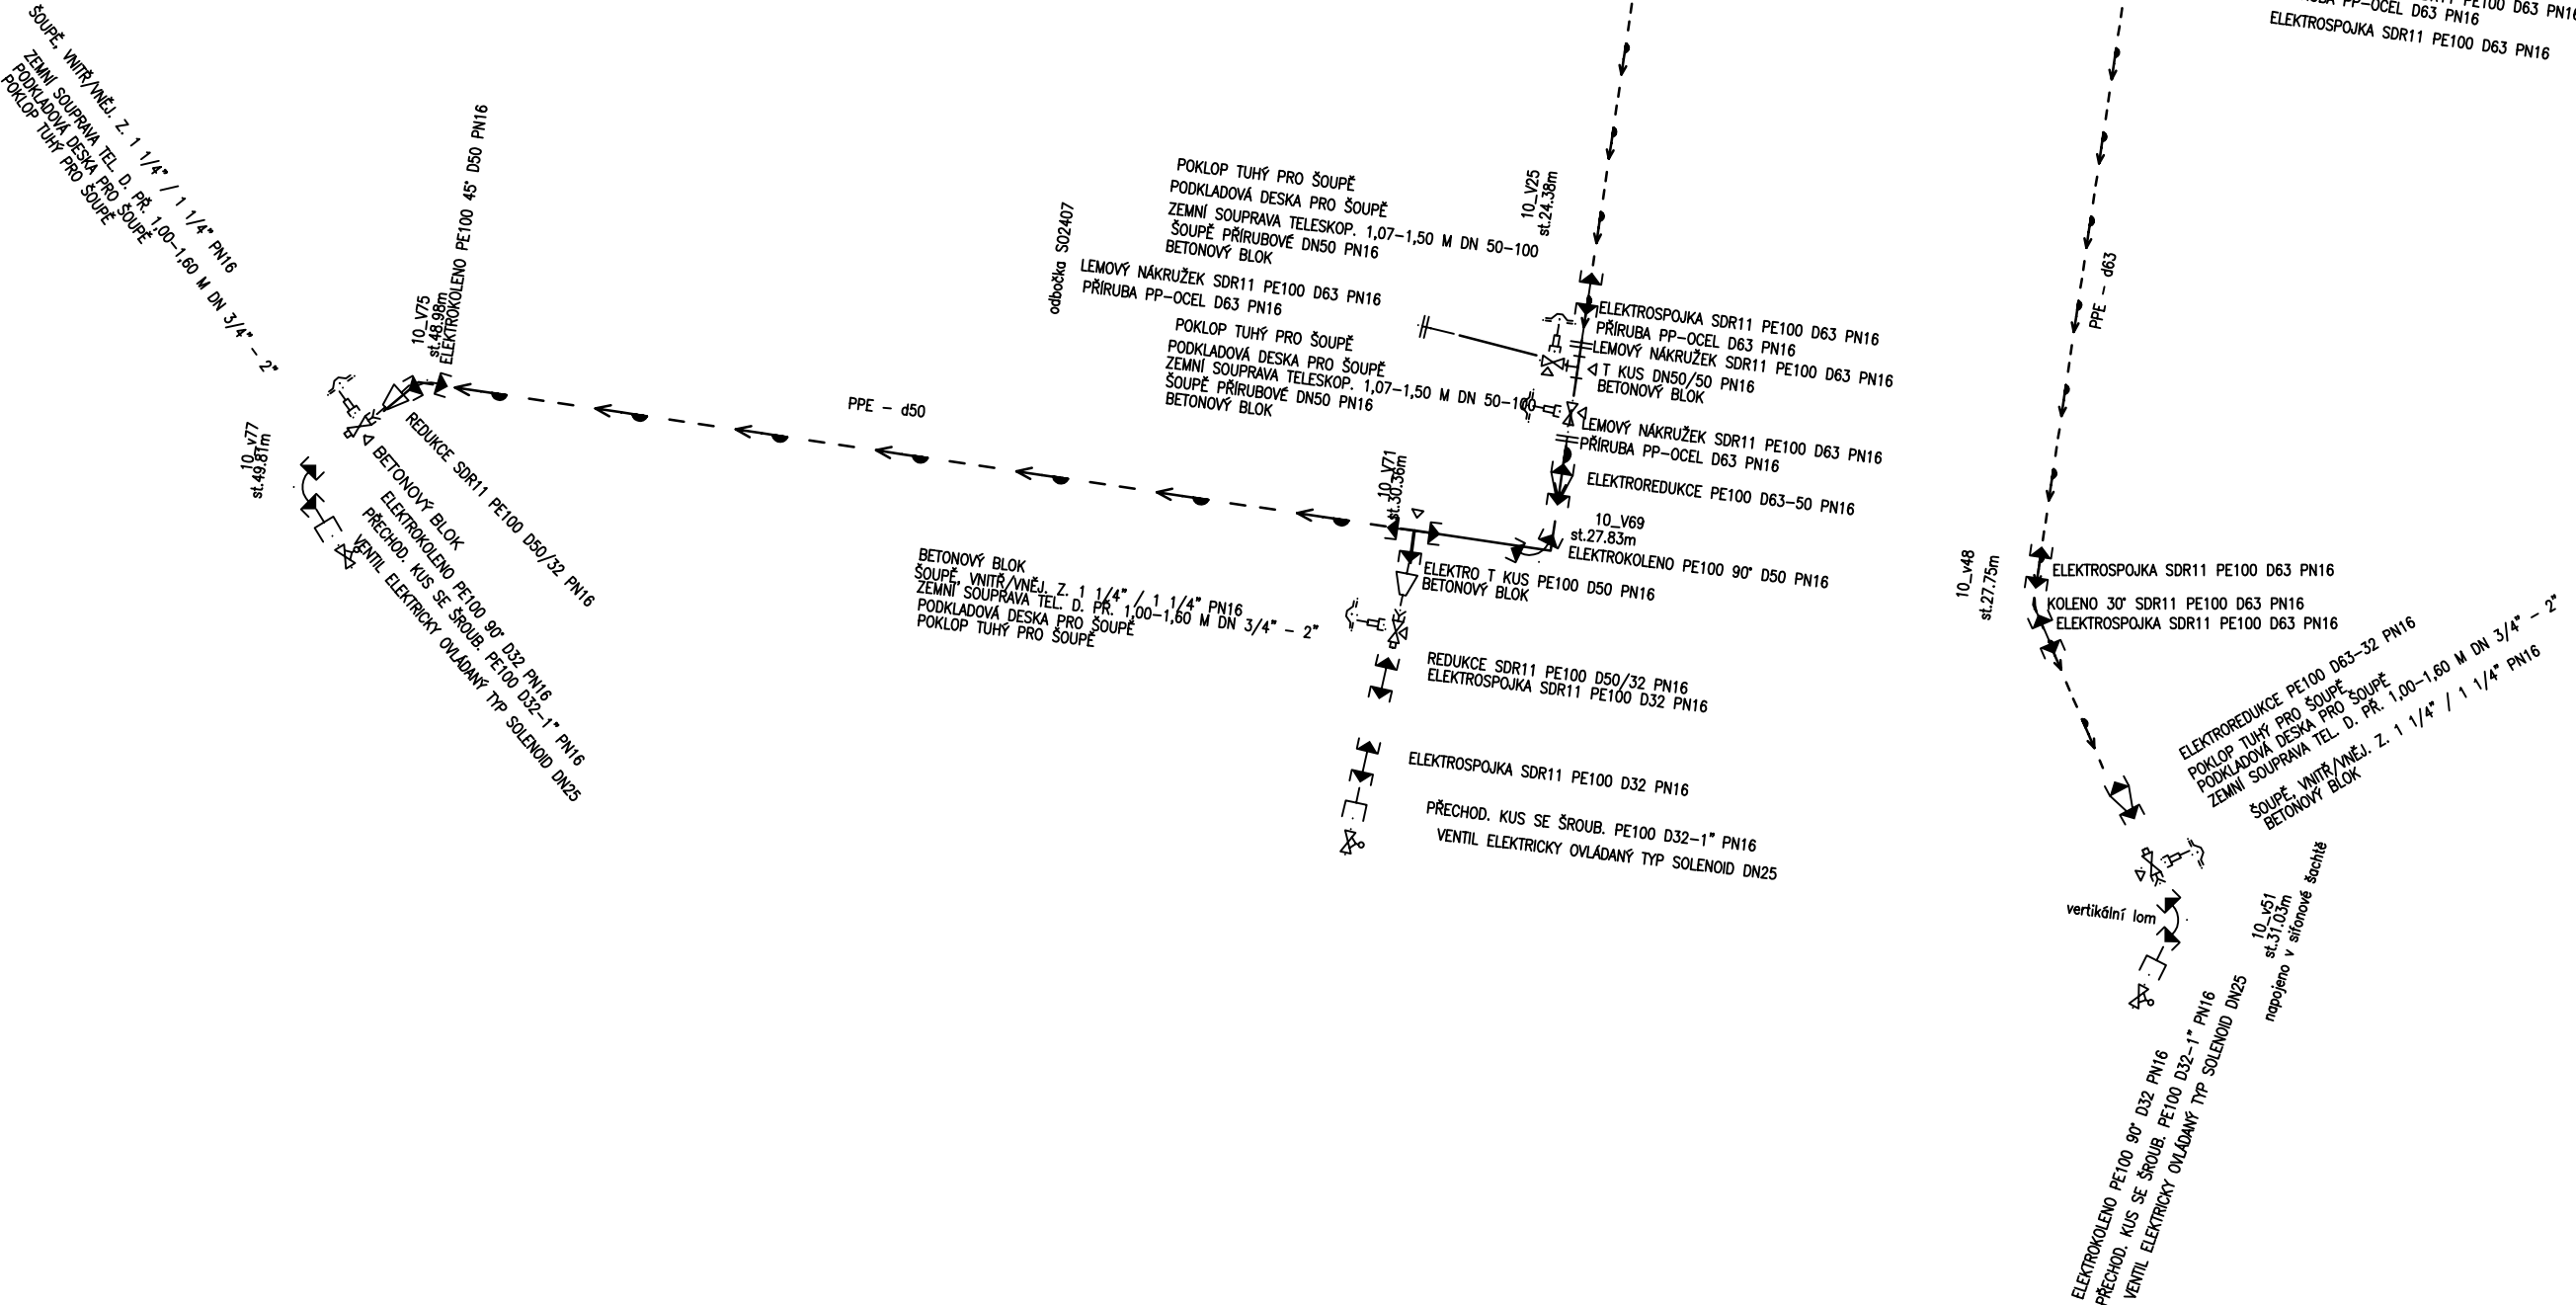 ŠOUPĚ, VNITŘ/VNĚJ. Z. 1 1/4" / 1 1/4" PN16
ZEMNÍ SOUPRAVA TEL. D. PŘ. 1,00-1,60 M DN 3/4" - 2"
PODKLADOVÁ DESKA PRO ŠOUPĚ
POKLOP TUHÝ PRO ŠOUPĚ
10_V75
st.48.98m
ELEKTROKOLENO PE100 45° D50 PN16
10_v77
st.49.81m
REDUKCE SDR11 PE100 D50/32 PN16
BETONOVÝ BLOK
ELEKTROKOLENO PE100 90° D32 PN16
PŘECHOD. KUS SE ŠROUB. PE100 D32-1" PN16
VENTIL ELEKTRICKY OVLÁDANÝ TYP SOLENOID DN25
PPE - d50
odbočka SO2407
POKLOP TUHÝ PRO ŠOUPĚ
PODKLADOVÁ DESKA PRO ŠOUPĚ
ZEMNÍ SOUPRAVA TELESKOP. 1,07-1,50 M DN 50-100
ŠOUPĚ PŘÍRUBOVÉ DN50 PN16
BETONOVÝ BLOK
LEMOVÝ NÁKRUŽEK SDR11 PE100 D63 PN16
PŘÍRUBA PP-OCEL D63 PN16
POKLOP TUHÝ PRO ŠOUPĚ
PODKLADOVÁ DESKA PRO ŠOUPĚ
ZEMNÍ SOUPRAVA TELESKOP. 1,07-1,50 M DN 50-100
ŠOUPĚ PŘÍRUBOVÉ DN50 PN16
BETONOVÝ BLOK
10_V25
st.24.38m
ELEKTROSPOJKA SDR11 PE100 D63 PN16
PŘÍRUBA PP-OCEL D63 PN16
LEMOVÝ NÁKRUŽEK SDR11 PE100 D63 PN16
T KUS DN50/50 PN16
BETONOVÝ BLOK
LEMOVÝ NÁKRUŽEK SDR11 PE100 D63 PN16
PŘÍRUBA PP-OCEL D63 PN16
ELEKTROREDUKCE PE100 D63-50 PN16
10_V69
st.27.83m
ELEKTROKOLENO PE100 90° D50 PN16
10_V71
st.30.36m
ELEKTRO T KUS PE100 D50 PN16
BETONOVÝ BLOK
BETONOVÝ BLOK
ŠOUPĚ, VNITŘ/VNĚJ. Z. 1 1/4" / 1 1/4" PN16
ZEMNÍ SOUPRAVA TEL. D. PŘ. 1,00-1,60 M DN 3/4" - 2"
PODKLADOVÁ DESKA PRO ŠOUPĚ
POKLOP TUHÝ PRO ŠOUPĚ
REDUKCE SDR11 PE100 D50/32 PN16
ELEKTROSPOJKA SDR11 PE100 D32 PN16
ELEKTROSPOJKA SDR11 PE100 D32 PN16
PŘECHOD. KUS SE ŠROUB. PE100 D32-1" PN16
VENTIL ELEKTRICKY OVLÁDANÝ TYP SOLENOID DN25
PE100 D63 PN16
PP-OCEL D63 PN16
ELEKTROSPOJKA SDR11 PE100 D63 PN16
PPE - d63
10_v48
st.27.75m
ELEKTROSPOJKA SDR11 PE100 D63 PN16
KOLENO 30° SDR11 PE100 D63 PN16
ELEKTROSPOJKA SDR11 PE100 D63 PN16
ELEKTROREDUKCE PE100 D63-32 PN16
POKLOP TUHÝ PRO ŠOUPĚ
PODKLADOVÁ DESKA PRO ŠOUPĚ
ZEMNÍ SOUPRAVA TEL. D. PŘ. 1,00-1,60 M DN 3/4" - 2"
ŠOUPĚ, VNITŘ/VNĚJ. Z. 1 1/4" / 1 1/4" PN16
BETONOVÝ BLOK
vertikální lom
10_v51
st.31.03m
napojeno v sifonové šachtě
ELEKTROKOLENO PE100 90° D32 PN16
PŘECHOD. KUS SE ŠROUB. PE100 D32-1" PN16
VENTIL ELEKTRICKY OVLÁDANÝ TYP SOLENOID DN25